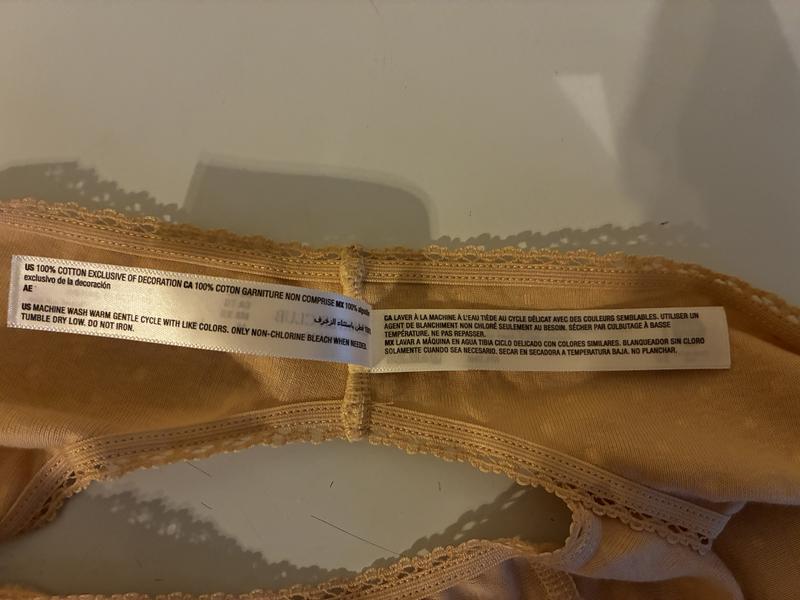 US 100% COTTON EXCLUSIVE OF DECORATION CA 100% COTON GARNITURE NON COMPRISE MX 100%
exclusivo de la decoración
AE
قطن باستثناء الزخرفة
US MACHINE WASH WARM GENTLE CYCLE WITH LIKE COLORS. ONLY NON-CHLORINE BLEACH WHEN NEEDED.
TUMBLE DRY LOW. DO NOT IRON.
CA LAVER À LA MACHINE À L'EAU TIÈDE AU CYCLE DÉLICAT AVEC DES COULEURS SEMBLABLES. UTILISER UN
AGENT DE BLANCHIMENT NON CHLORÉ SEULEMENT AU BESOIN. SÉCHER PAR CULBUTAGE À BASSE
TEMPÉRATURE. NE PAS REPASSER.
MX LAVAR A MÁQUINA EN AGUA TIBIA CICLO DELICADO CON COLORES SIMILARES. BLANQUEADOR SIN CLORO
SOLAMENTE CUANDO SEA NECESARIO. SECAR EN SECADORA A TEMPERATURA BAJA. NO PLANCHAR.